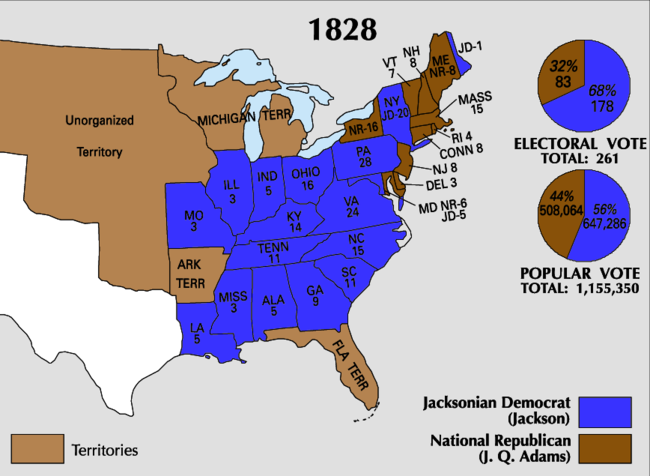 1828
Unorganized
Territory
MICHIGAN TERR
ARK
TERR
FLA TERR
MO
3
ILL
3
IND
5
OHIO
16
KY
14
TENN
11
MISS
3
ALA
5
GA
9
LA
5
SC
11
NC
15
VA
24
PA
28
NY
JD-20
NR-16
VT
7
NH
8
ME
NR-8
JD-1
MASS
15
RI 4
CONN 8
NJ 8
DEL 3
MD NR-6
JD-5
32%
83
68%
178
ELECTORAL VOTE
TOTAL: 261
44%
508,064
56%
647,286
POPULAR VOTE
TOTAL: 1,155,350
Jacksonian Democrat
(Jackson)
National Republican
(J. Q. Adams)
Territories